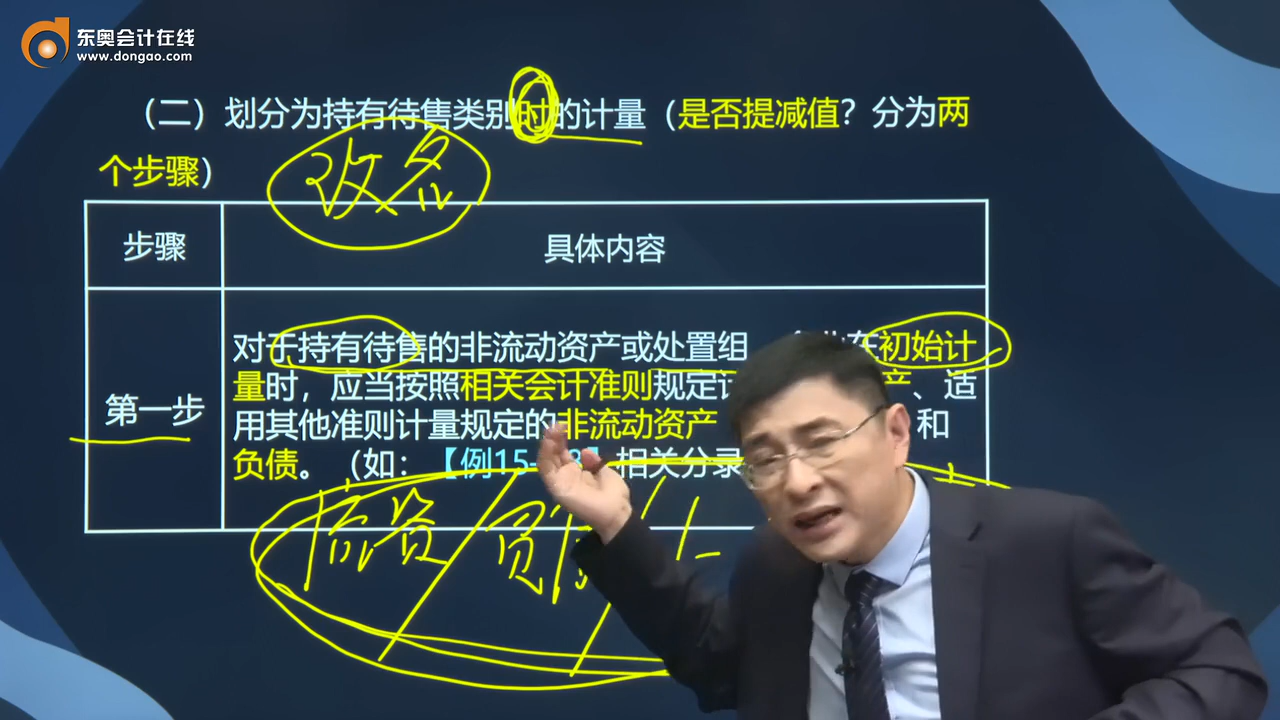 东奥会计在线
www.dongao.com
（二）划分为持有待售类别时的计量（是否提减值？分为两
个步骤）
改名
步骤
具体内容
第一步
对于持有待售的非流动资产或处置组
在初始计
量时，应当按照相关会计准则规定
产、适
用其他准则计量规定的非流动资产
和
负债。（如：【例15-
】相关分录